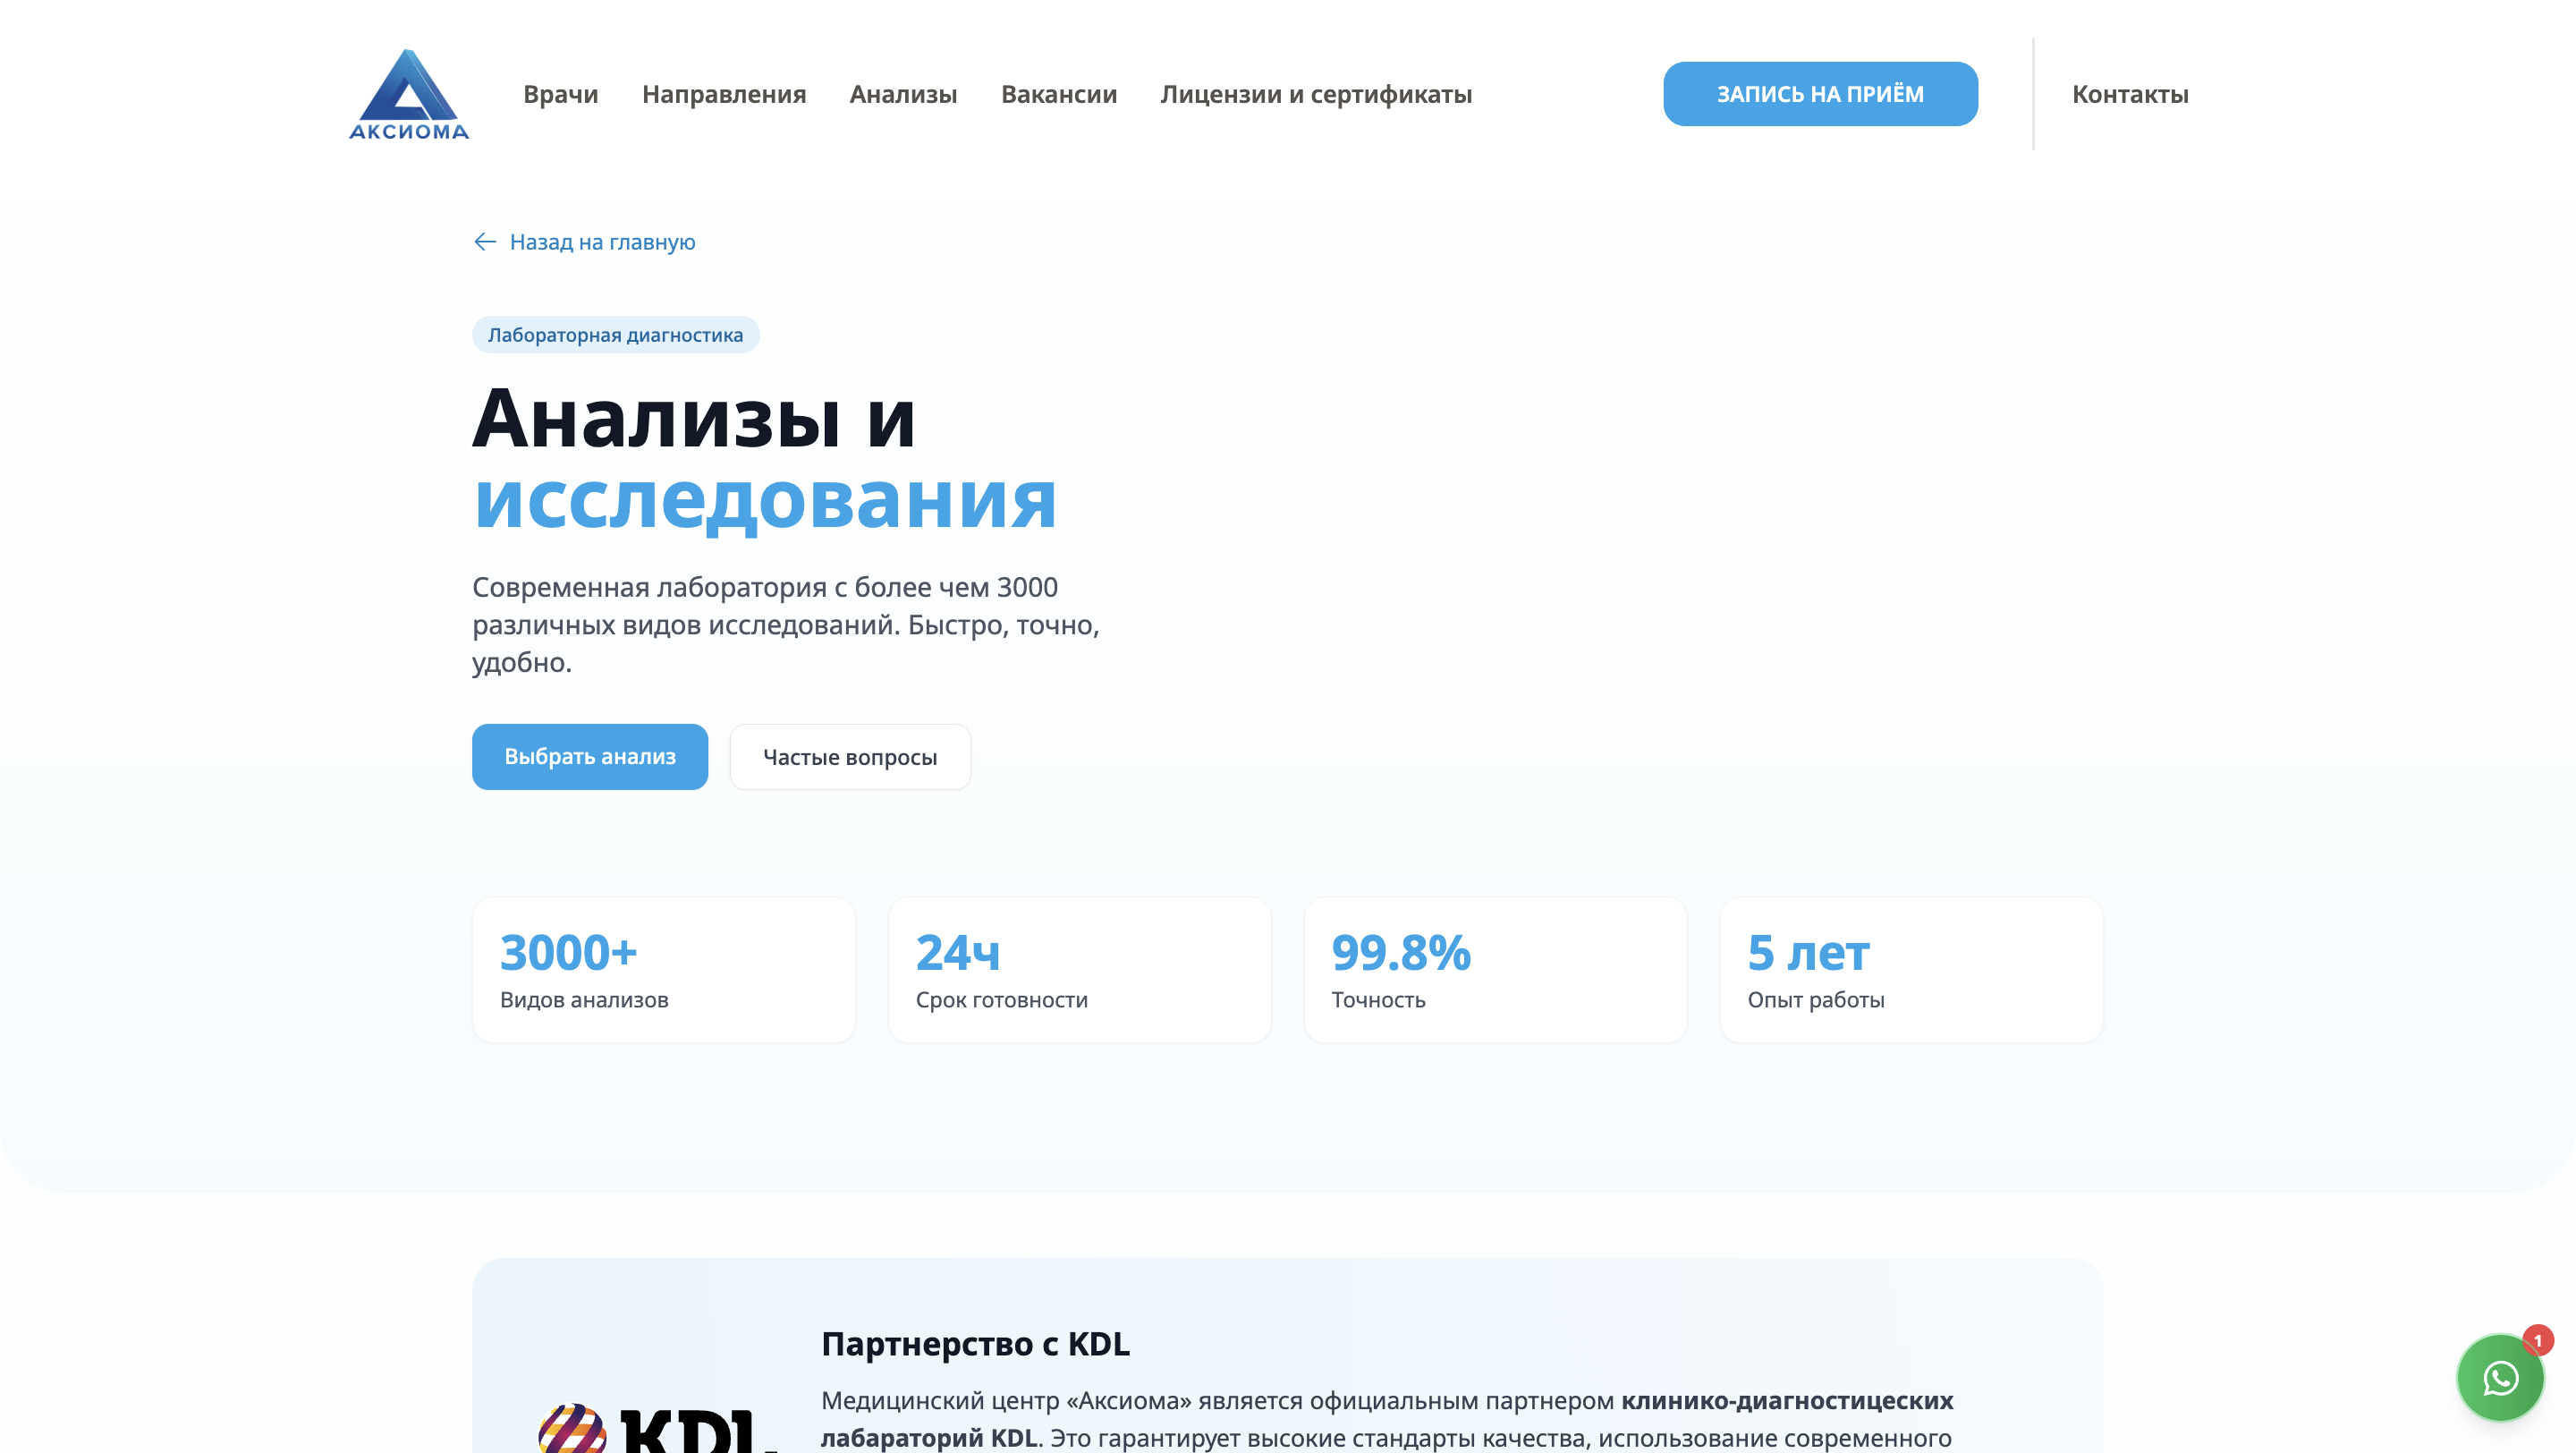 АКСИОМА
Врачи
Направления
Анализы
Вакансии
Лицензии и сертификаты
ЗАПИСЬ НА ПРИЁМ
Контакты
← Назад на главную
Лабораторная диагностика
Анализы и
исследования
Современная лаборатория с более чем 3000
различных видов исследований. Быстро, точно,
удобно.
Выбрать анализ
Частые вопросы
3000+
Видов анализов
24ч
Срок готовности
99.8%
Точность
5 лет
Опыт работы
Партнерство с KDL
Медицинский центр «Аксиома» является официальным партнером клинико-диагностицеских
лабараторий KDL. Это гарантирует высокие стандарты качества, использование современного
KDL
1